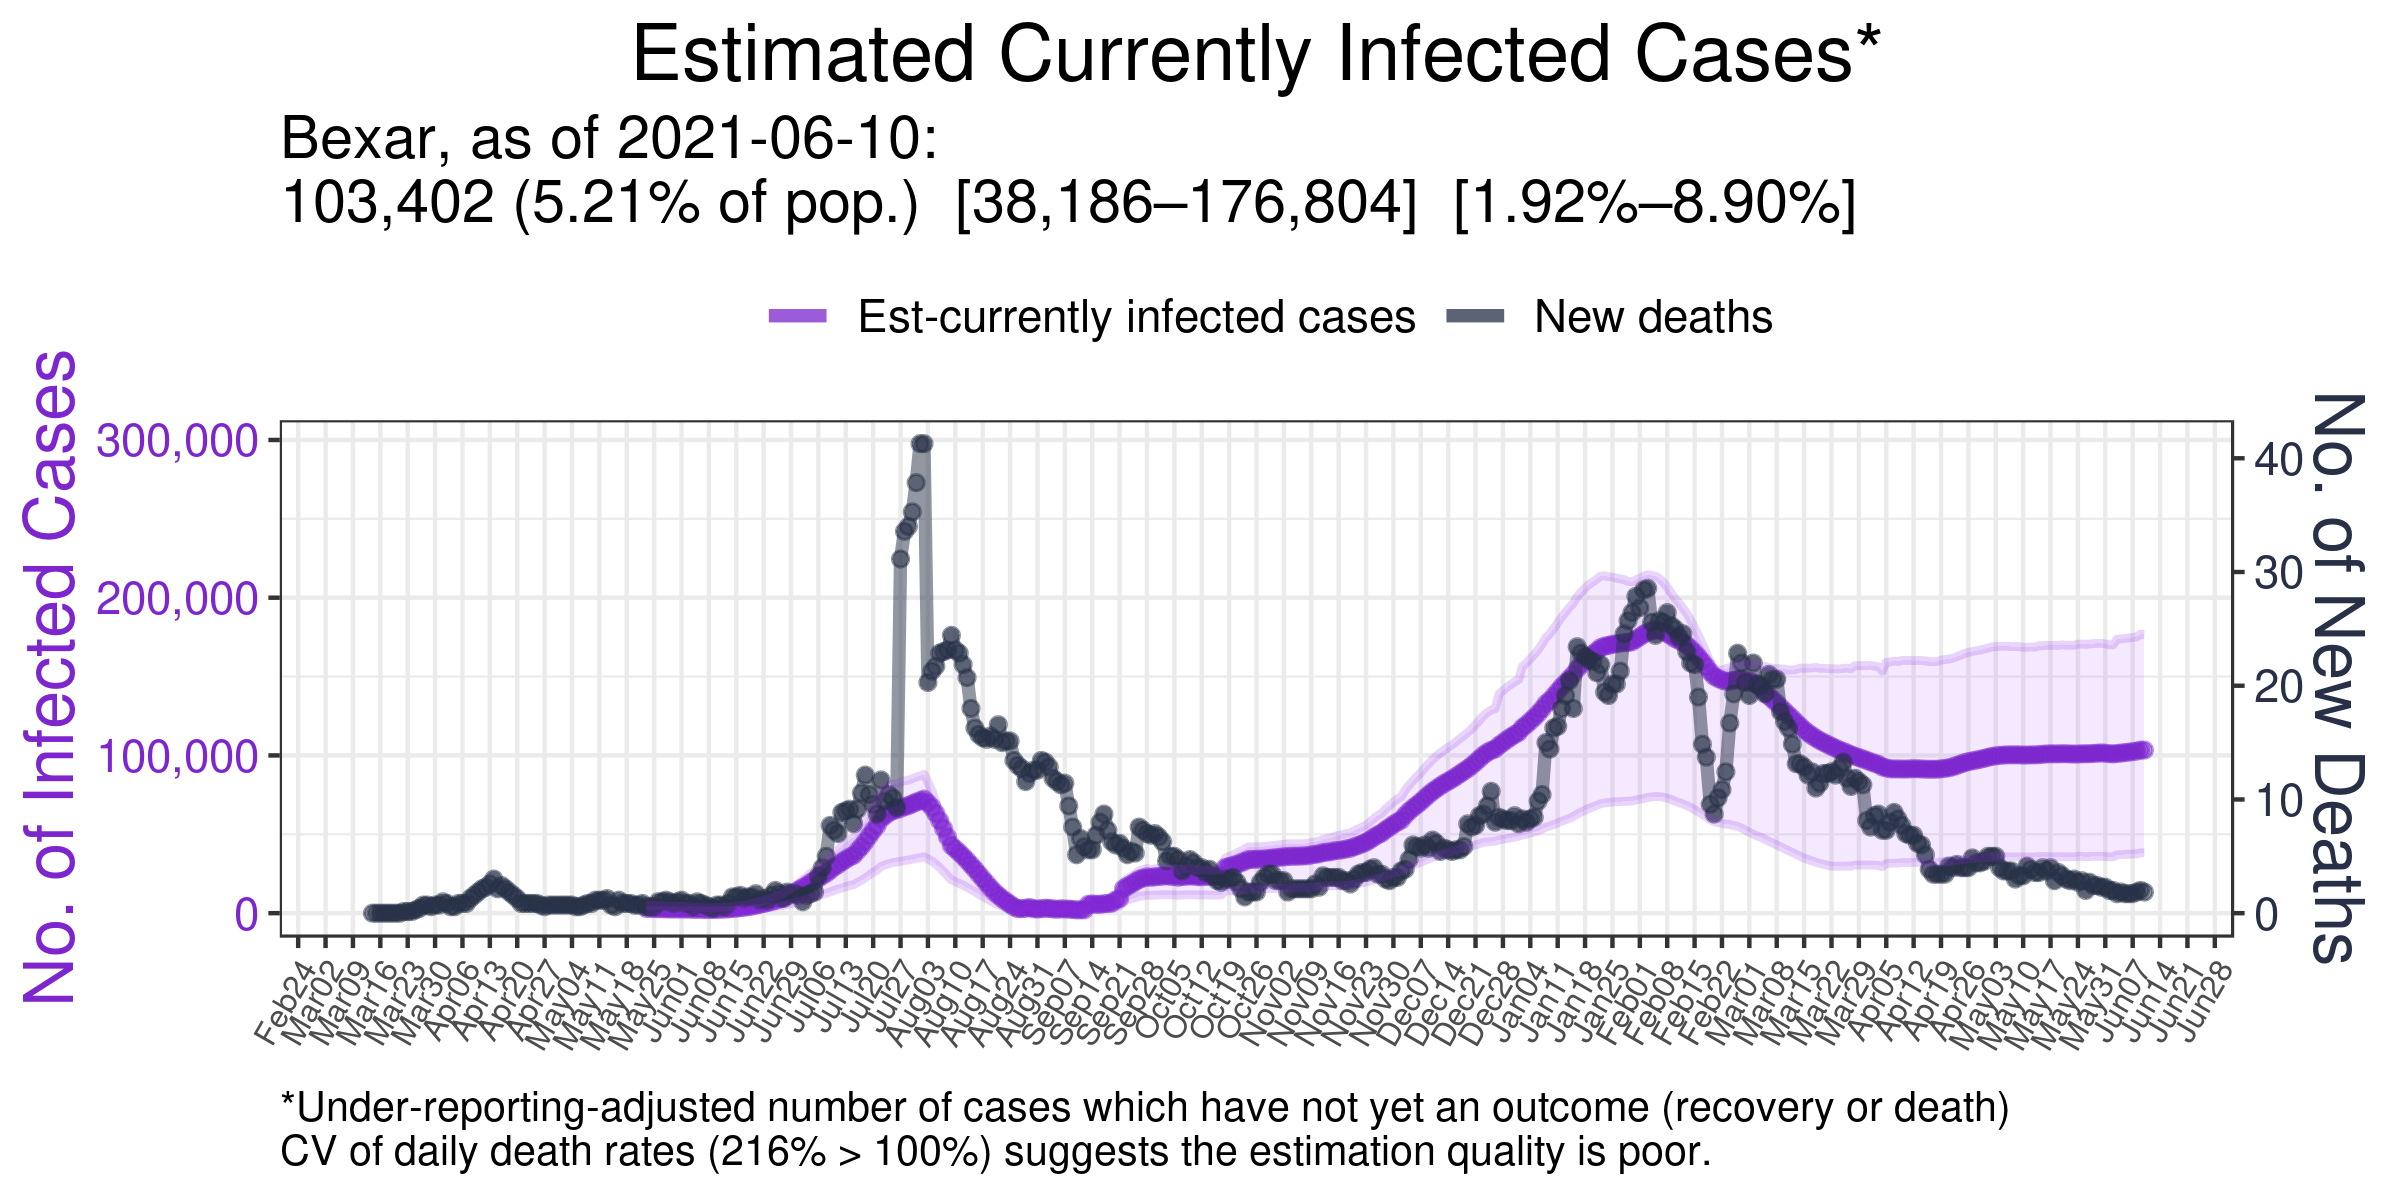 Estimated Currently Infected Cases*
Bexar, as of 2021-06-10:
103,402 (5.21% of pop.)  [38,186–176,804]  [1.92%–8.90%]
Est-currently infected cases
New deaths
No. of Infected Cases
300,000
200,000
100,000
0
40
30
20
10
0
No. of New Deaths
Feb24
Mar02
Mar09
Mar16
Mar23
Mar30
Apr06
Apr13
Apr20
Apr27
May04
May11
May18
May25
Jun01
Jun08
Jun15
Jun22
Jun29
Jul06
Jul13
Jul20
Jul27
Aug03
Aug10
Aug17
Aug24
Aug31
Sep07
Sep14
Sep21
Sep28
Oct05
Oct12
Oct19
Oct26
Nov02
Nov09
Nov16
Nov23
Nov30
Dec07
Dec14
Dec21
Dec28
Jan04
Jan11
Jan18
Jan25
Feb01
Feb08
Feb15
Feb22
Mar01
Mar08
Mar15
Mar22
Mar29
Apr05
Apr12
Apr19
Apr26
May03
May10
May17
May24
May31
Jun07
Jun14
Jun21
Jun28
*Under-reporting-adjusted number of cases which have not yet an outcome (recovery or death)
CV of daily death rates (216% > 100%) suggests the estimation quality is poor.